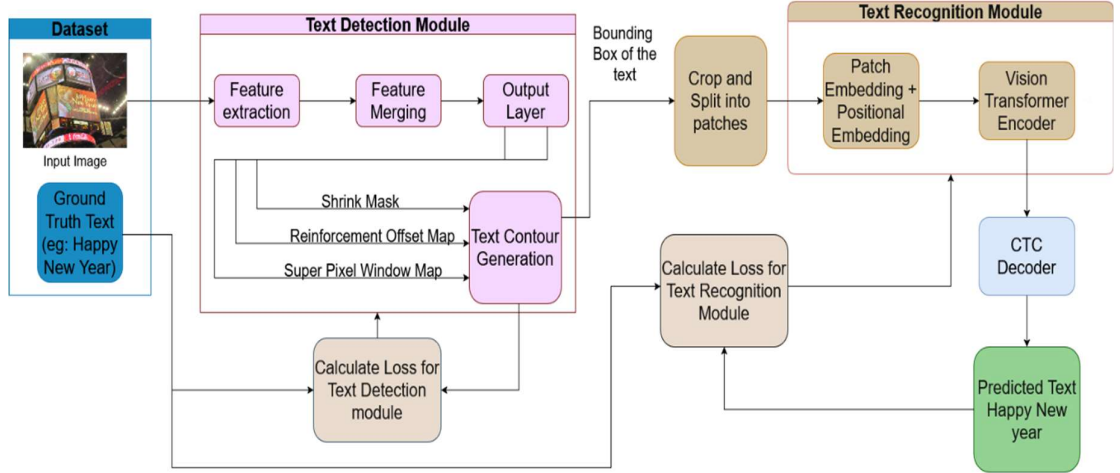 Dataset
Input Image
Ground
Truth Text
(eg: Happy
New Year)
Text Detection Module
Feature
extraction
Feature
Merging
Output
Layer
Shrink Mask
Reinforcement Offset Map
Super Pixel Window Map
Text Contour
Generation
Calculate Loss for
Text Detection
module
Bounding
Box of the
text
Crop and
Split into
patches
Text Recognition Module
Patch
Embedding +
Positional
Embedding
Vision
Transformer
Encoder
CTC
Decoder
Calculate Loss for
Text Recognition
Module
Predicted Text
Happy New
year